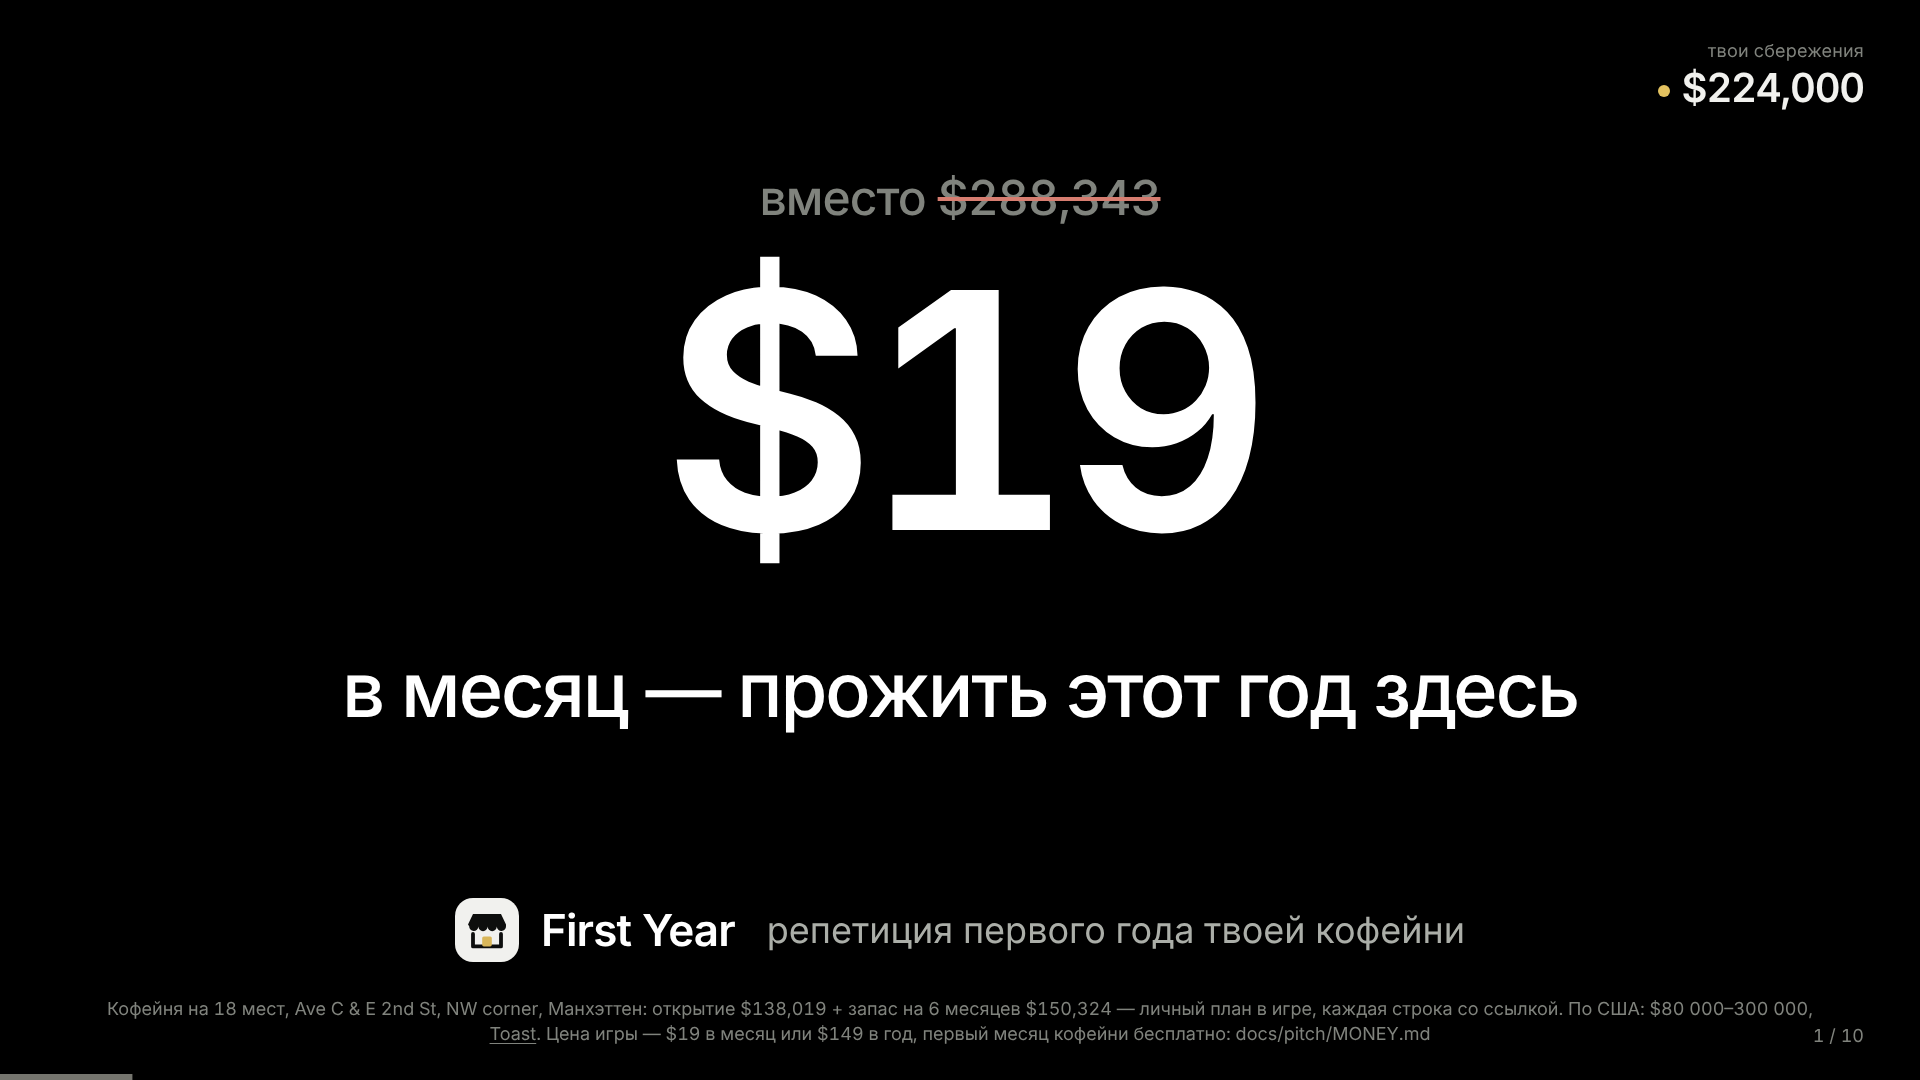 твои сбережения
$224,000
вместо $288,343
$19
в месяц — прожить этот год здесь
First Year репетиция первого года твоей кофейни
Кофейня на 18 мест, Ave C & E 2nd St, NW corner, Манхэттен: открытие $138,019 + запас на 6 месяцев $150,324 — личный план в игре, каждая строка со ссылкой. По США: $80 000–300 000,
Toast. Цена игры — $19 в месяц или $149 в год, первый месяц кофейни бесплатно: docs/pitch/MONEY.md
1 / 10